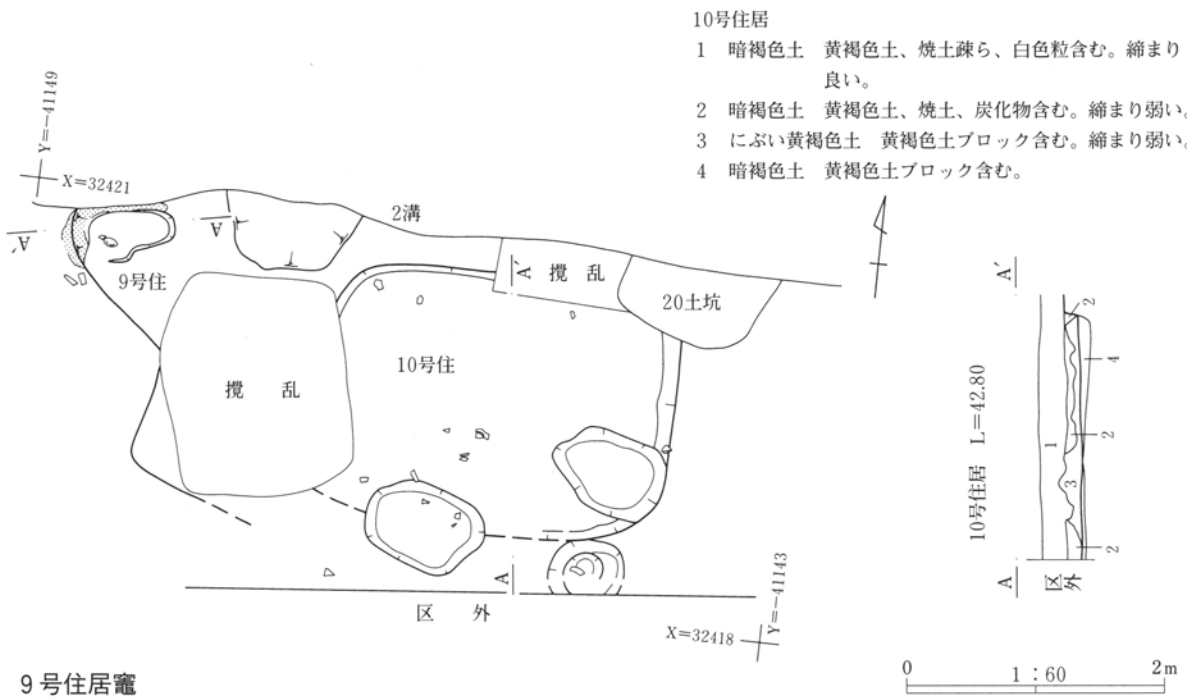 10号住居
1 暗褐色土 黄褐色土、焼土疎ら、白色粒含む。締まり
良い。
2 暗褐色土 黄褐色土、焼土、炭化物含む。締まり弱い。
3 にぶい黄褐色土 黄褐色土ブロック含む。締まり弱い。
4 暗褐色土 黄褐色土ブロック含む。
Y=-41149
X=32421
A′
A
2溝
9号住
A′
攪乱
20土坑
10号住
攪 乱
A
区 外
X=32418
Y=-41143
A′
2
4
10号住居 L=42.80
1
2
3
2
A
区外
0
1:60
2m
9号住居竈